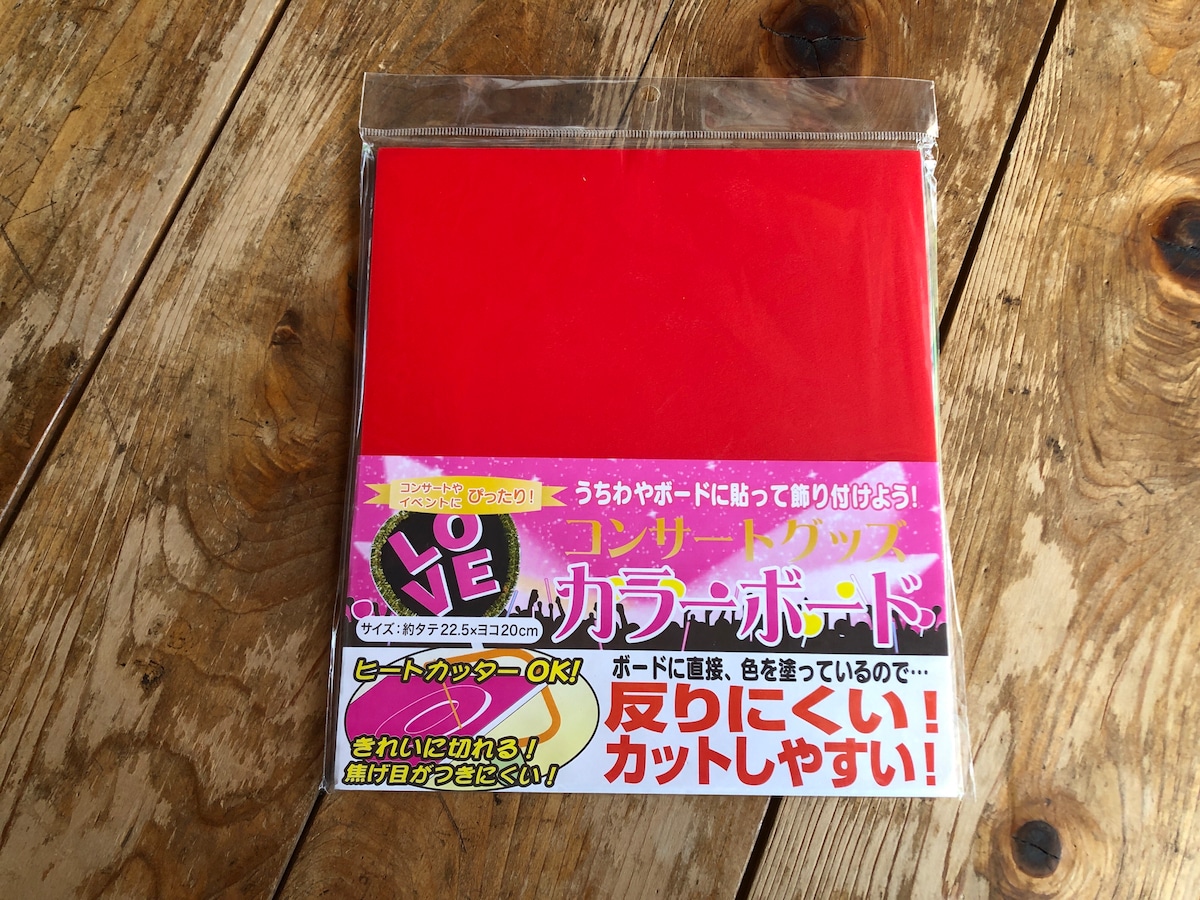 コンサートや
イベントに
ぴったり!
うちわやボードに貼って飾り付けよう!
LO
VE
コンサートグッズ
カラーボード
サイズ:約タテ22.5×ヨコ20cm
ヒートカッターOK!
きれいに切れる!
焦げ目がつきにくい!
ボードに直接、色を塗っているので…
反りにくい!
カットしやすい!